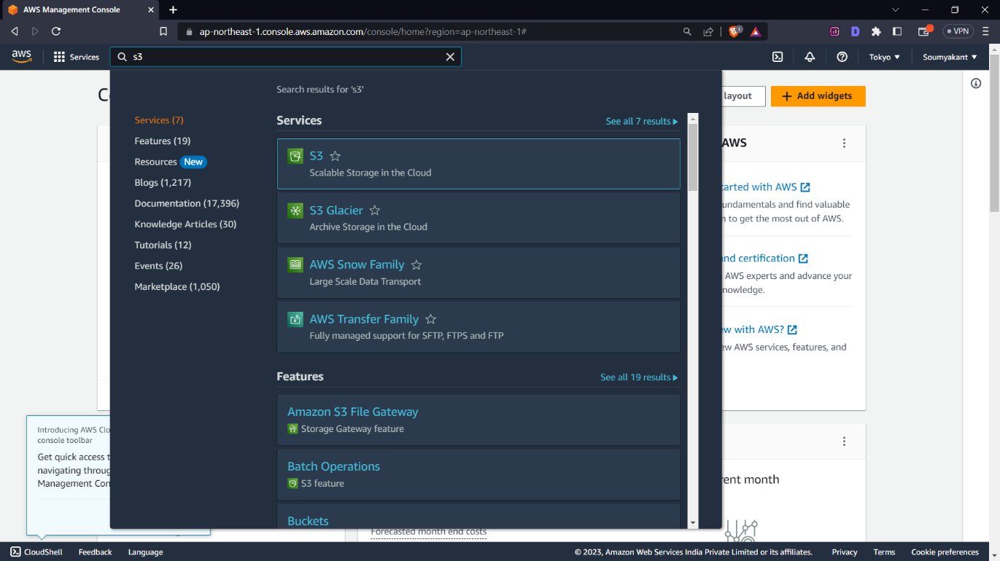 AWS Management Console
ap-northeast-1.console.aws.amazon.com/console/home?region=ap-northeast-1#
1
VPN
aws
Services
s3
Tokyo
Soumyakant
Search results for 's3'
layout
Add widgets
Services (7)
Features (19)
Resources New
Blogs (1,217)
Documentation (17,396)
Knowledge Articles (30)
Tutorials (12)
Events (26)
Marketplace (1,050)
Services
See all 7 results
S3
Scalable Storage in the Cloud
S3 Glacier
Archive Storage in the Cloud
AWS Snow Family
Large Scale Data Transport
AWS Transfer Family
Fully managed support for SFTP, FTPS and FTP
Features
See all 19 results
Amazon S3 File Gateway
Storage Gateway feature
Batch Operations
S3 feature
Buckets
AWS
tarted with AWS
undamentals and find valuable
n to get the most out of AWS.
and certification
AWS experts and advance your
nowledge.
ew with AWS?
ew AWS services, features, and
rent month
Forecasted month end costs
Introducing AWS Clo
console toolbar
Get quick access t
navigating throug
Management Con
CloudShell
Feedback
Language
© 2023, Amazon Web Services India Private Limited or its affiliates.
Privacy
Terms
Cookie preferences